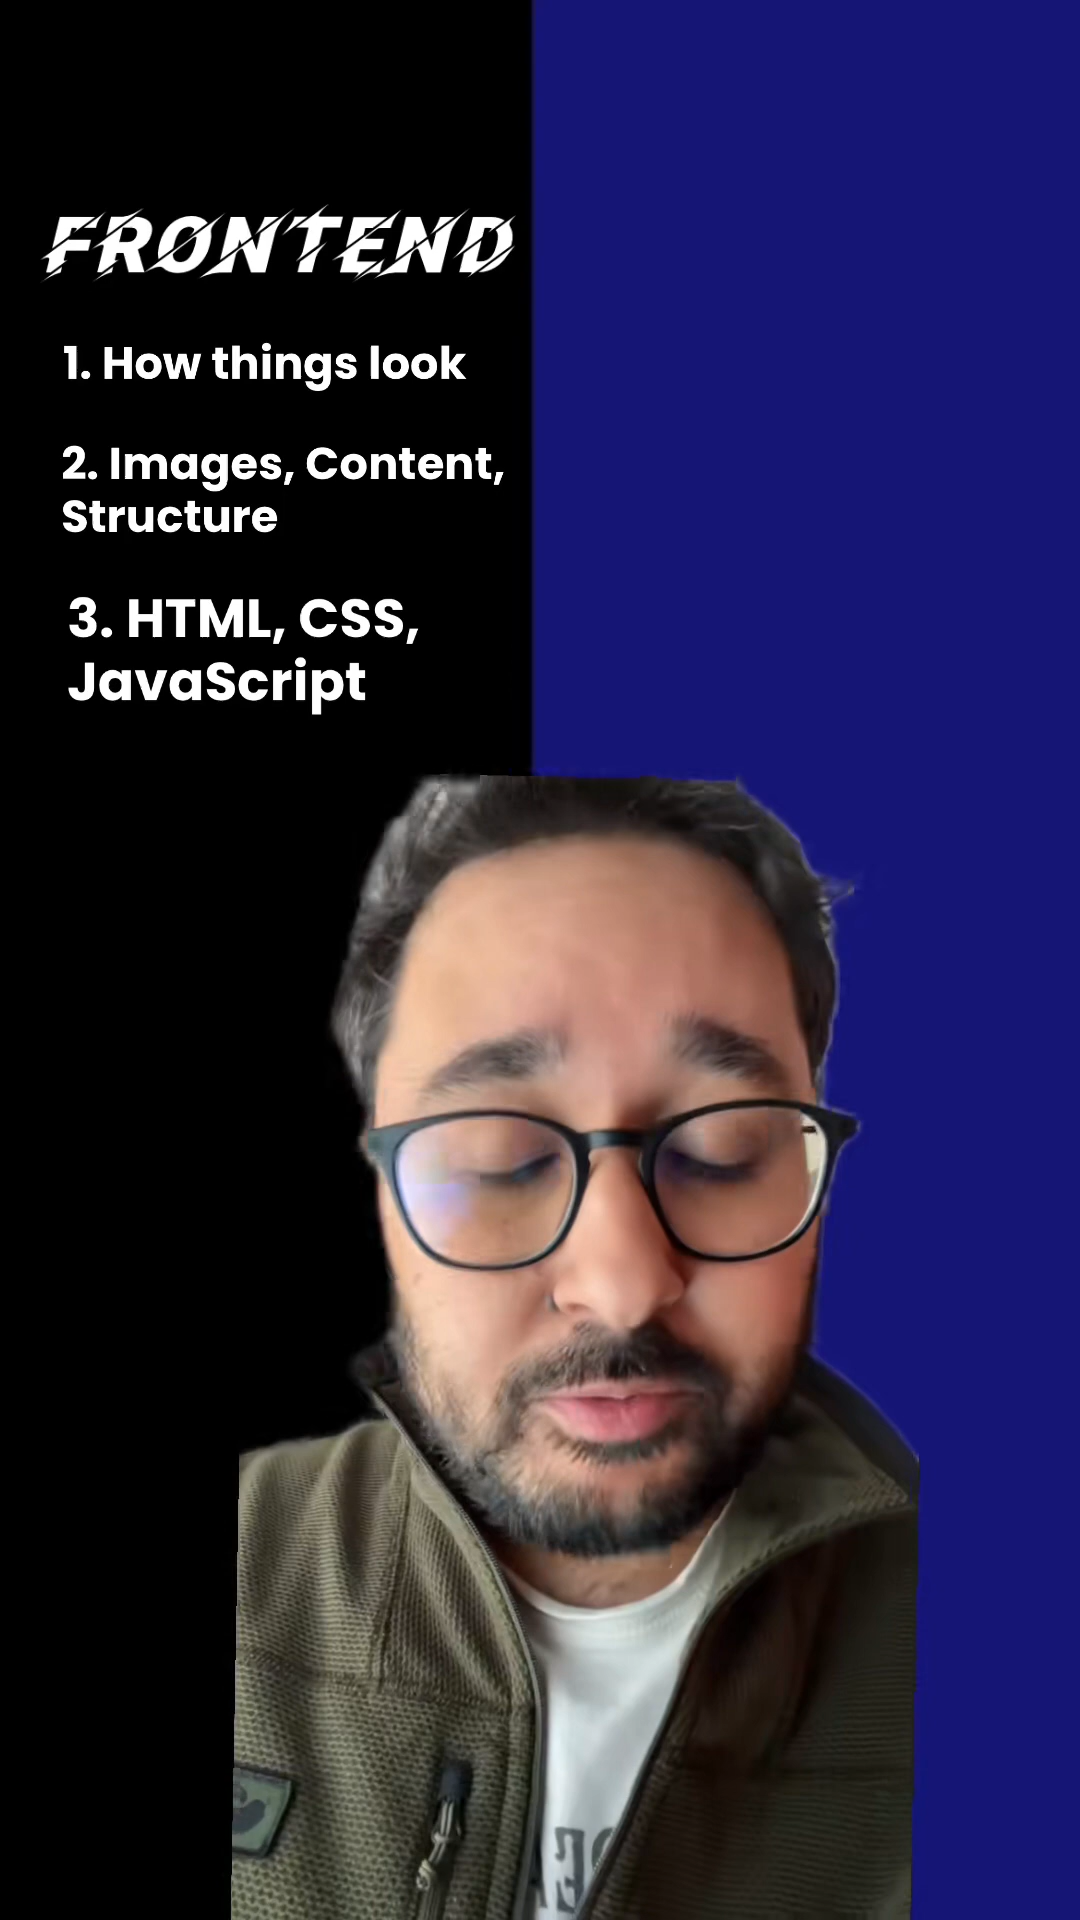 FRONTEND
1. How things look
2. Images, Content,
Structure
3. HTML, CSS,
JavaScript